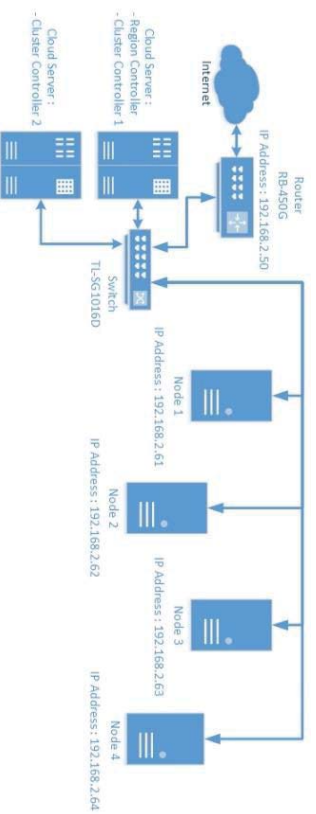 Internet
Router
RB-450G
IP Address : 192.168.2.50
Cloud Server :
- Region Controller
- Cluster Controller 1
Cloud Server :
- Cluster Controller 2
Switch
TL-SG1016D
Node 1
IP Address : 192.168.2.61
Node 2
IP Address : 192.168.2.62
Node 3
IP Address : 192.168.2.63
Node 4
IP Address : 192.168.2.64